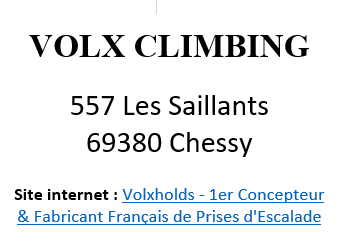 VOLX CLIMBING
557 Les Saillants
69380 Chessy
Site internet : Volxholds - 1er Concepteur
& Fabricant Français de Prises d'Escalade